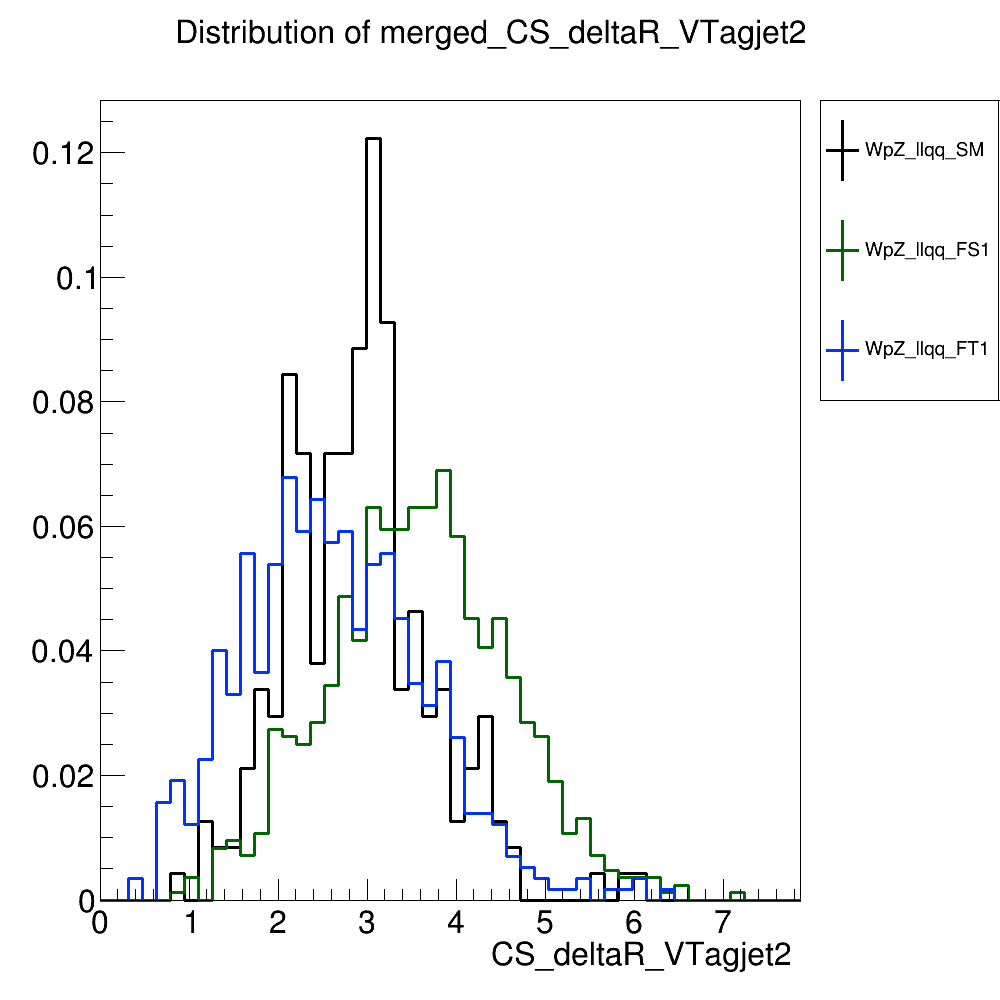 Distribution of merged_CS_deltaR_VTagjet2
WpZ_llqq_SM
WpZ_llqq_FS1
WpZ_llqq_FT1
0.12
0.1
0.08
0.06
0.04
0.02
0
0 1 2 3 4 5 6 7
CS_deltaR_VTagjet2